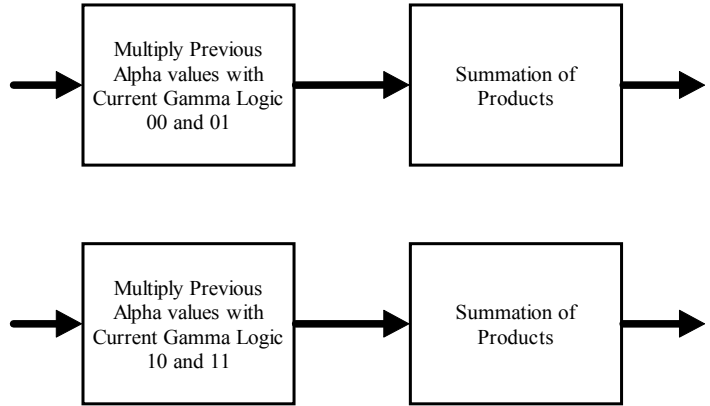 Multiply Previous
Alpha values with
Current Gamma Logic
00 and 01
Summation of
Products
Multiply Previous
Alpha values with
Current Gamma Logic
10 and 11
Summation of
Products